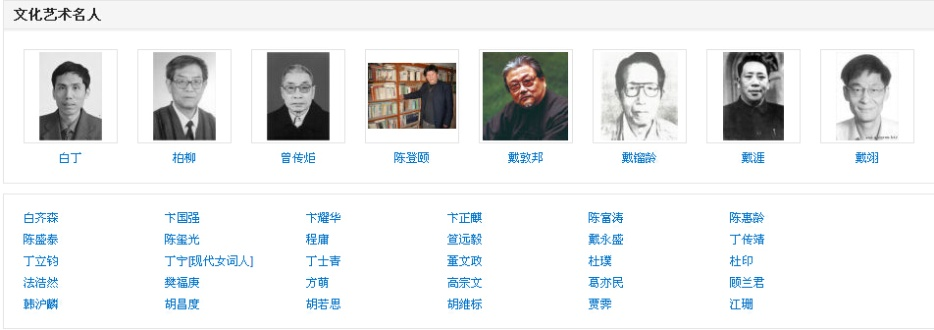 文化艺术名人
白丁 柏柳 曾传炬 陈登颐 戴敦邦 戴镏龄 戴涯 戴翊
白齐森 卞国强 卞耀华 卞正麒 陈富涛 陈惠龄
陈盛泰 陈玺光 程庸 笪远毅 戴永盛 丁传靖
丁立钧 丁宁[现代女词人] 丁士青 董文政 杜璞 杜印
法浩然 樊福庚 方萌 高宗文 葛亦民 顾兰君
韩沪麟 胡昌度 胡若思 胡维标 贾霁 江珊